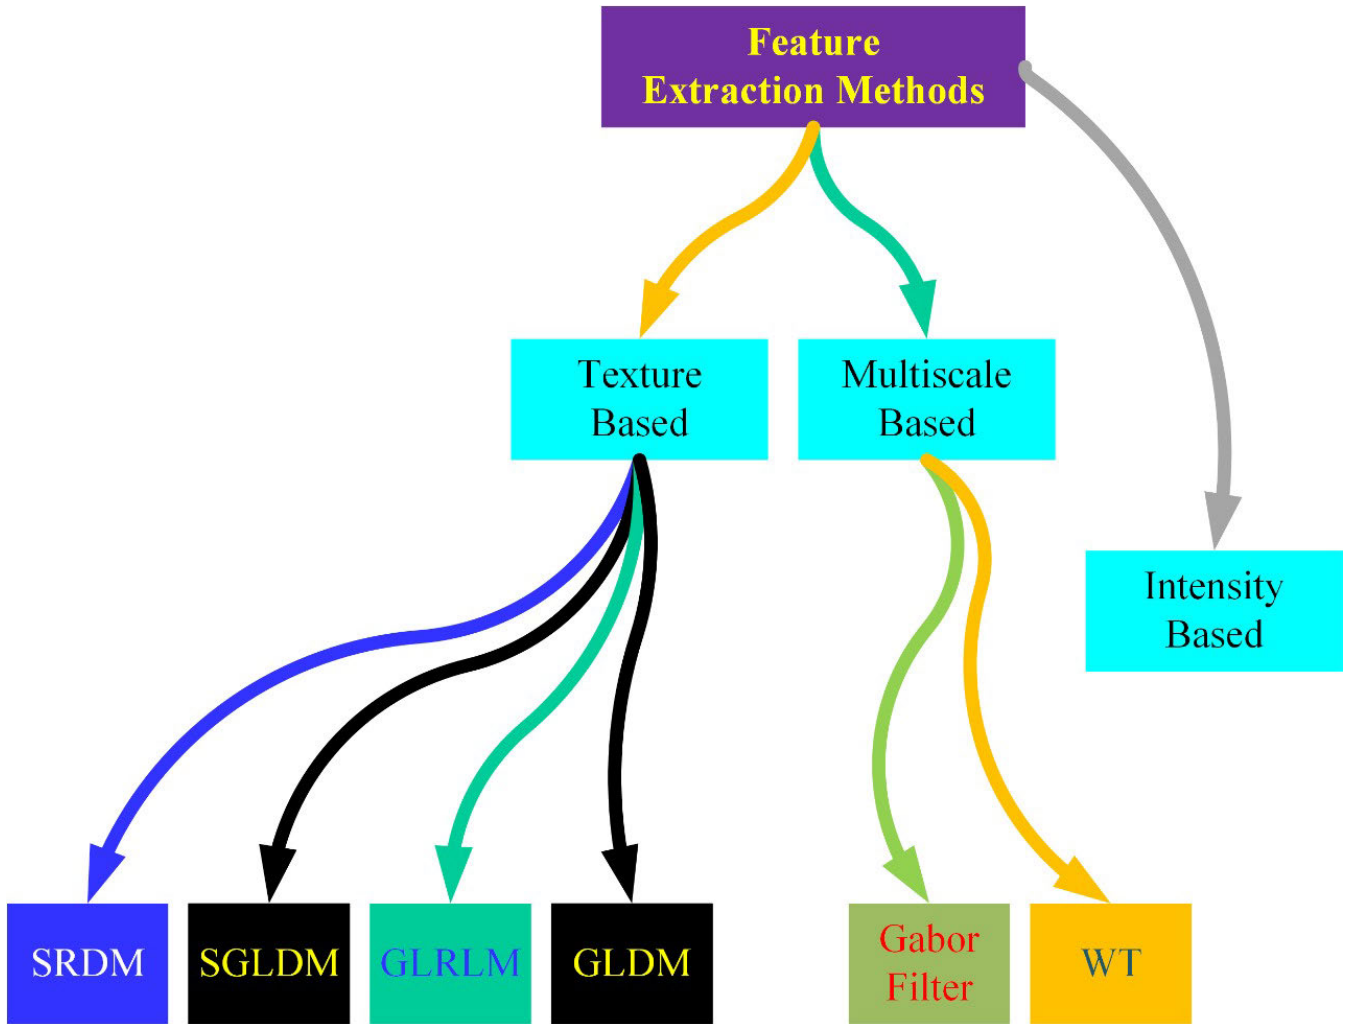 Feature
Extraction Methods
Texture
Based
Multiscale
Based
Intensity
Based
SRDM
SGLDM
GLRLM
GLDM
Gabor
Filter
WT